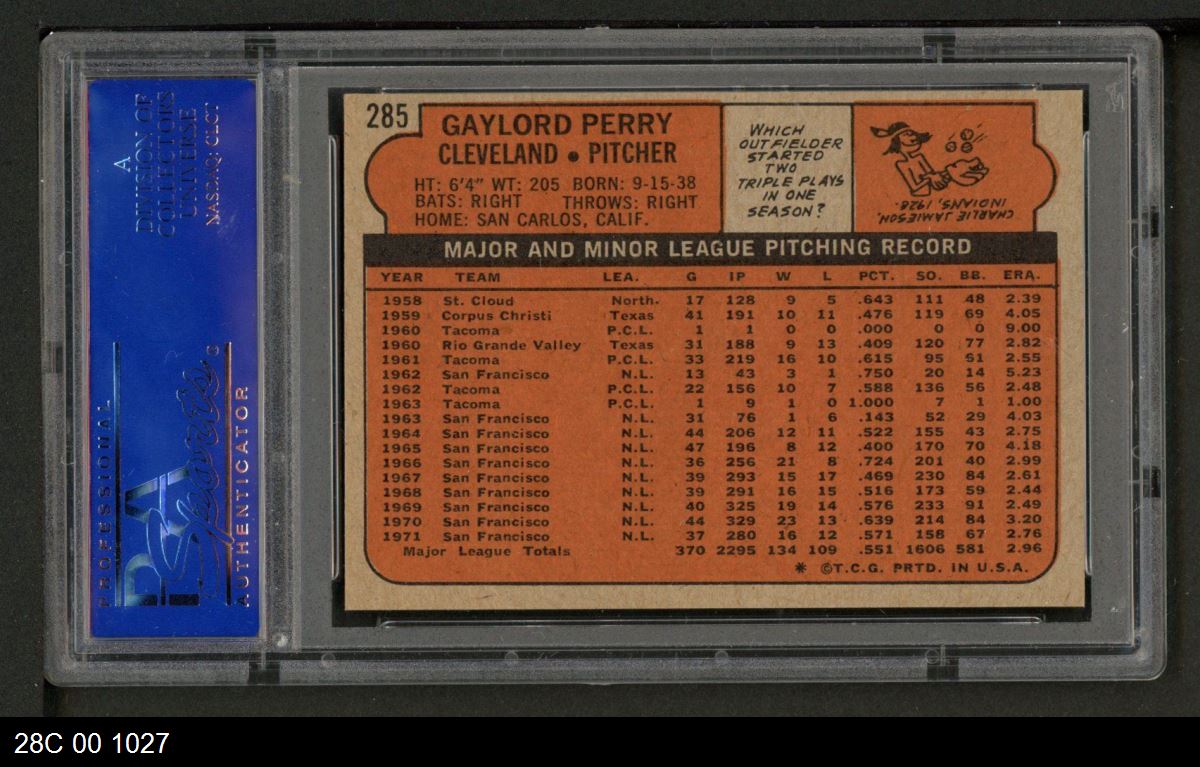 A
DIVISION OF
COLLECTORS
UNIVERSE
NASDAQ: CLCT
PROFESSIONAL
PSA
Sports
AUTHENTICATOR
285
GAYLORD PERRY
CLEVELAND • PITCHER
HT: 6'4" WT: 205 BORN: 9-15-38
BATS: RIGHT THROWS: RIGHT
HOME: SAN CARLOS, CALIF.
WHICH
OUTFIELDER
STARTED
TWO
TRIPLE PLAYS
IN ONE
SEASON?
CHARLIE JAMIESON,
INDIANS, 1928.
MAJOR AND MINOR LEAGUE PITCHING RECORD
YEAR TEAM LEA. G IP W L PCT. SO. BB. ERA.
1958 St. Cloud North. 17 128 9 5 .643 111 48 2.39
1959 Corpus Christi Texas 41 191 10 11 .476 119 69 4.05
1960 Tacoma P.C.L. 1 1 0 0 .000 0 0 9.00
1960 Rio Grande Valley Texas 31 188 9 13 .409 120 77 2.82
1961 Tacoma P.C.L. 33 219 16 10 .615 95 91 2.55
1962 San Francisco N.L. 13 43 3 1 .750 20 14 5.23
1962 Tacoma P.C.L. 22 156 10 7 .588 136 56 2.48
1963 Tacoma P.C.L. 1 9 1 0 1.000 7 1 1.00
1963 San Francisco N.L. 31 76 1 6 .143 52 29 4.03
1964 San Francisco N.L. 44 206 12 11 .522 155 43 2.75
1965 San Francisco N.L. 47 196 8 12 .400 170 70 4.18
1966 San Francisco N.L. 36 256 21 8 .724 201 40 2.99
1967 San Francisco N.L. 39 293 15 17 .469 230 84 2.61
1968 San Francisco N.L. 39 291 16 15 .516 173 59 2.44
1969 San Francisco N.L. 40 325 19 14 .576 233 91 2.49
1970 San Francisco N.L. 44 329 23 13 .639 214 84 3.20
1971 San Francisco N.L. 37 280 16 12 .571 158 67 2.76
Major League Totals 370 2295 134 109 .551 1606 581 2.96
* ©T.C.G. PRTD. IN U.S.A.
28C 00 1027